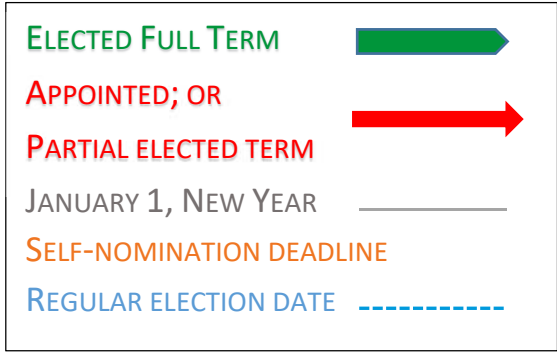 ELECTED FULL TERM
APPOINTED; OR
PARTIAL ELECTED TERM
JANUARY 1, NEW YEAR
SELF-NOMINATION DEADLINE
REGULAR ELECTION DATE